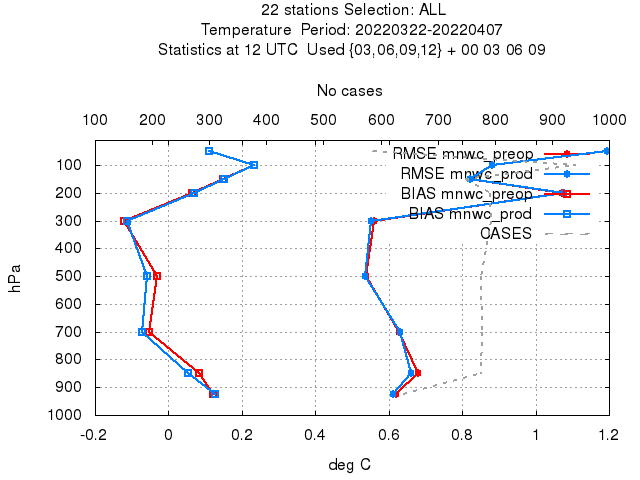 22 stations Selection: ALL
Temperature Period: 20220322-20220407
Statistics at 12 UTC Used {03,06,09,12} + 00 03 06 09
No cases
100 200 300 400 500 600 700 800 900 1000
RMSE mnwc_preop
RMSE mnwc_prod
BIAS mnwc_preop
BIAS mnwc_prod
CASES
hPa
100
200
300
400
500
600
700
800
900
1000
-0.2 0 0.2 0.4 0.6 0.8 1 1.2
deg C